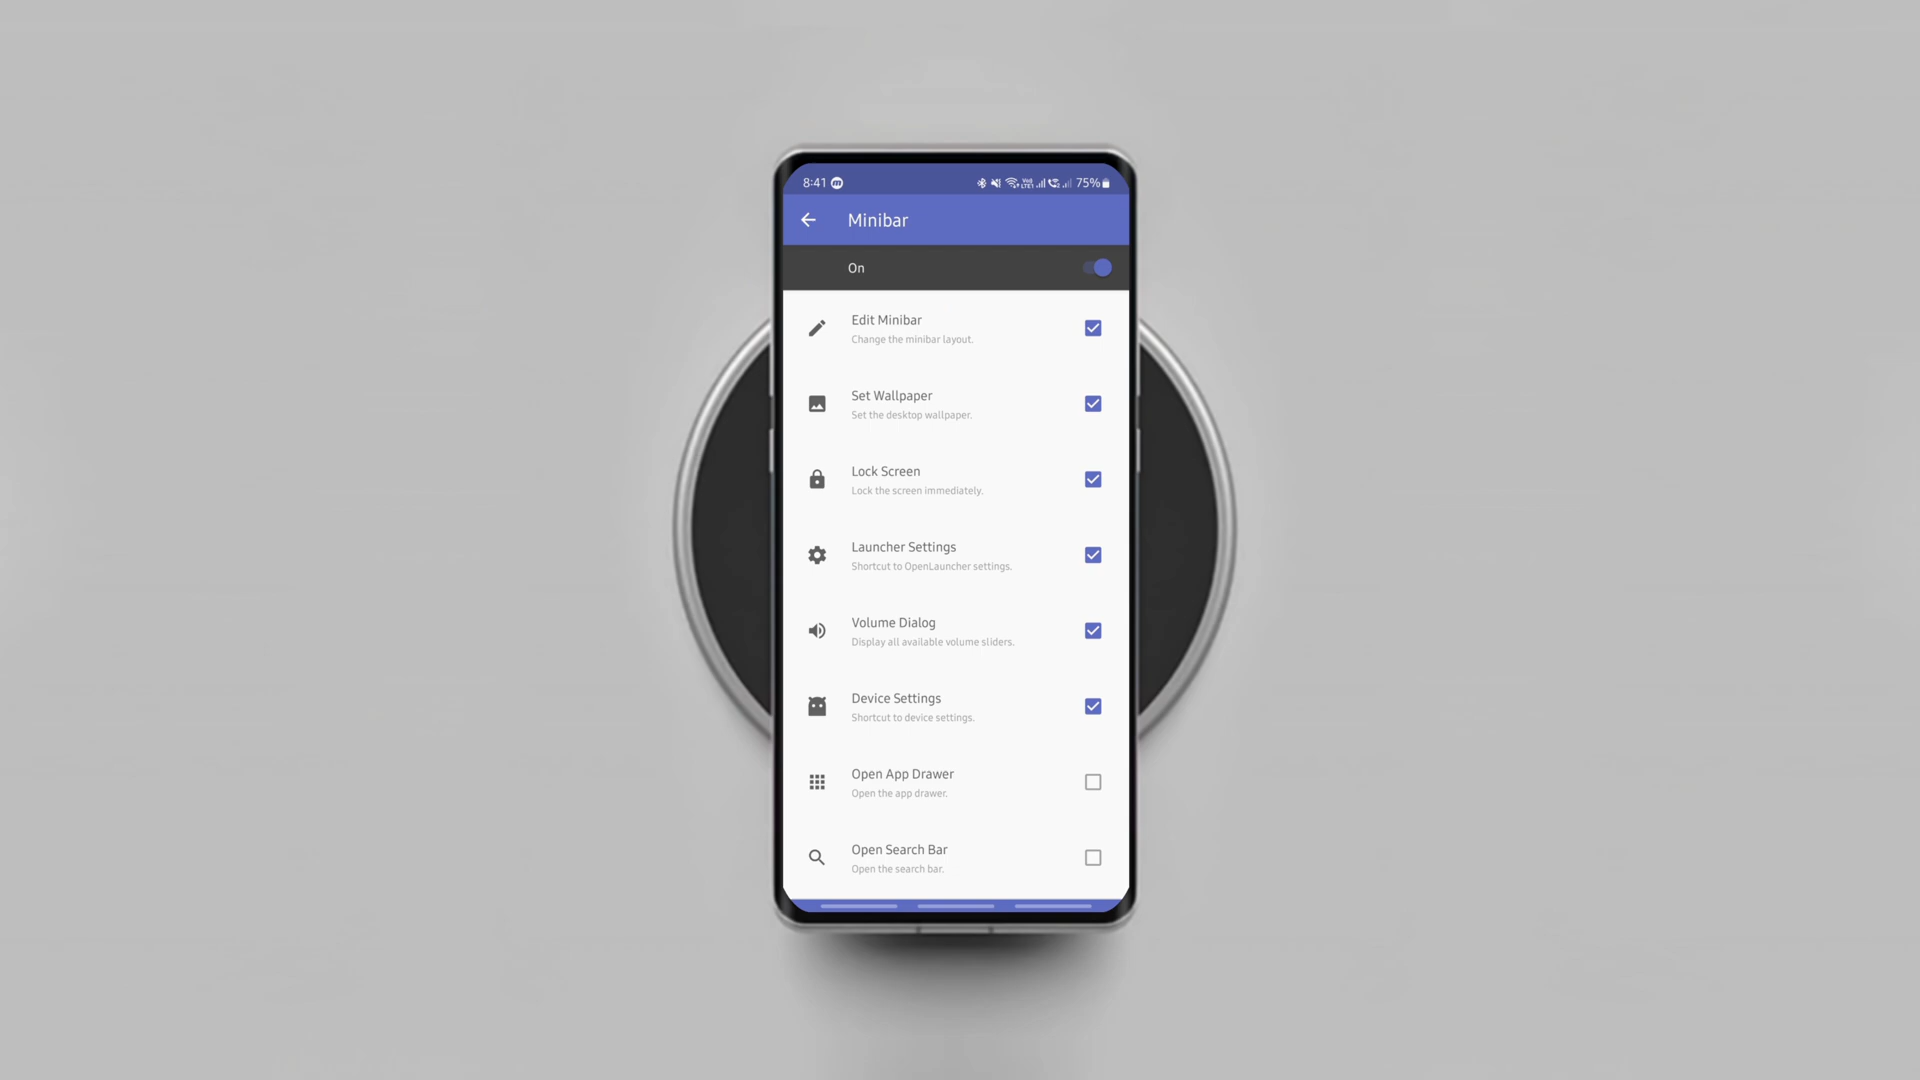 8:41 75%
Minibar
On
Edit Minibar
Change the minibar layout.
Set Wallpaper
Set the desktop wallpaper.
Lock Screen
Lock the screen immediately.
Launcher Settings
Shortcut to OpenLauncher settings.
Volume Dialog
Display all available volume sliders.
Device Settings
Shortcut to device settings.
Open App Drawer
Open the app drawer.
Open Search Bar
Open the search bar.